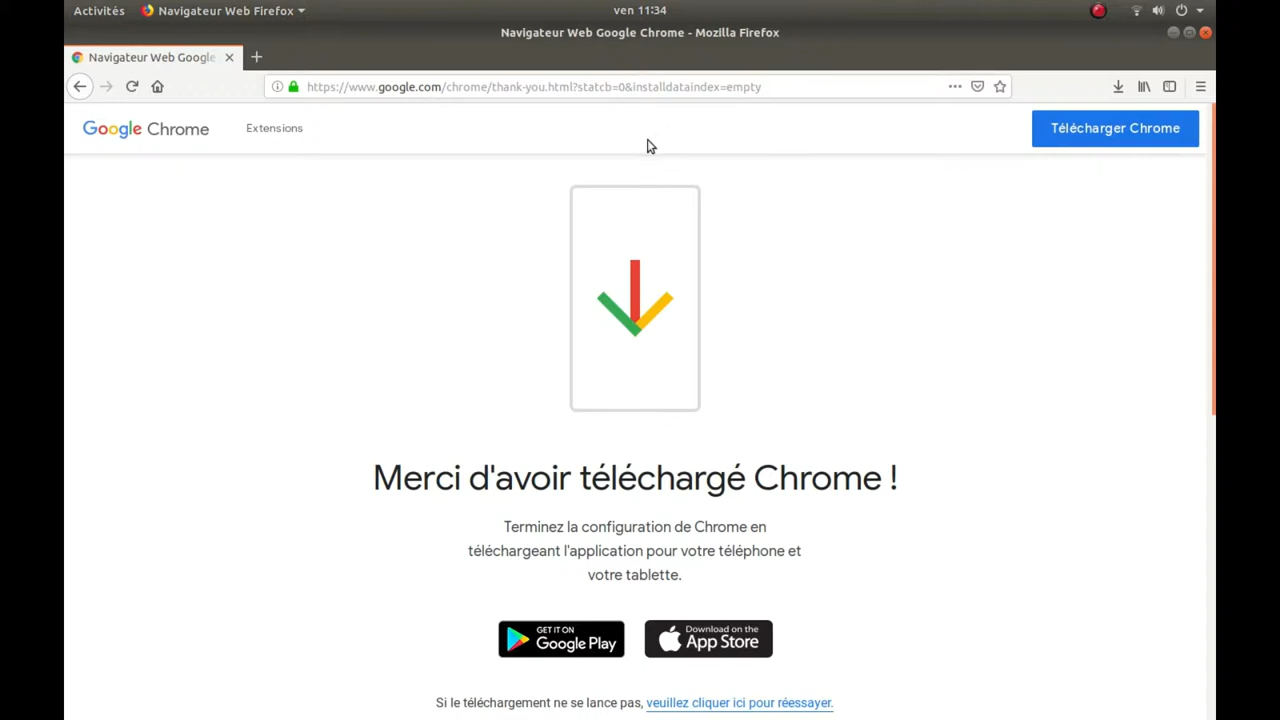 Activités Navigateur Web Firefox ven 11:34
Navigateur Web Google Chrome - Mozilla Firefox
Navigateur Web Google
https://www.google.com/chrome/thank-you.html?statcb=0&installdataindex=empty
Google Chrome Extensions Télécharger Chrome
Merci d'avoir téléchargé Chrome !
Terminez la configuration de Chrome en
téléchargeant l'application pour votre téléphone et
votre tablette.
GET IT ON Google Play
Download on the App Store
Si le téléchargement ne se lance pas, veuillez cliquer ici pour réessayer.